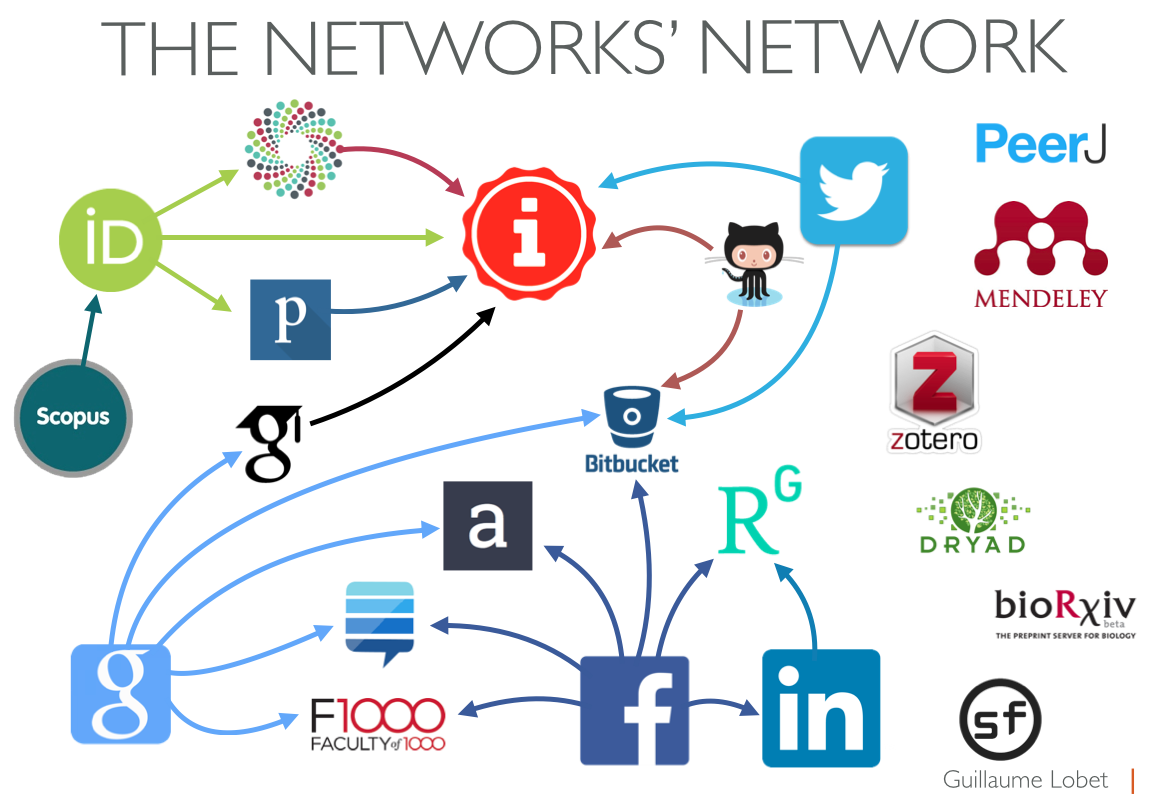 THE NETWORKS' NETWORK
PeerJ
iD
i
MENDELEY
p
Scopus
zotero
g
Bitbucket
a
RG
DRYAD
bioRχiv
beta
THE PREPRINT SERVER FOR BIOLOGY
g
F1000
FACULTY of 1000
f
in
sf
Guillaume Lobet